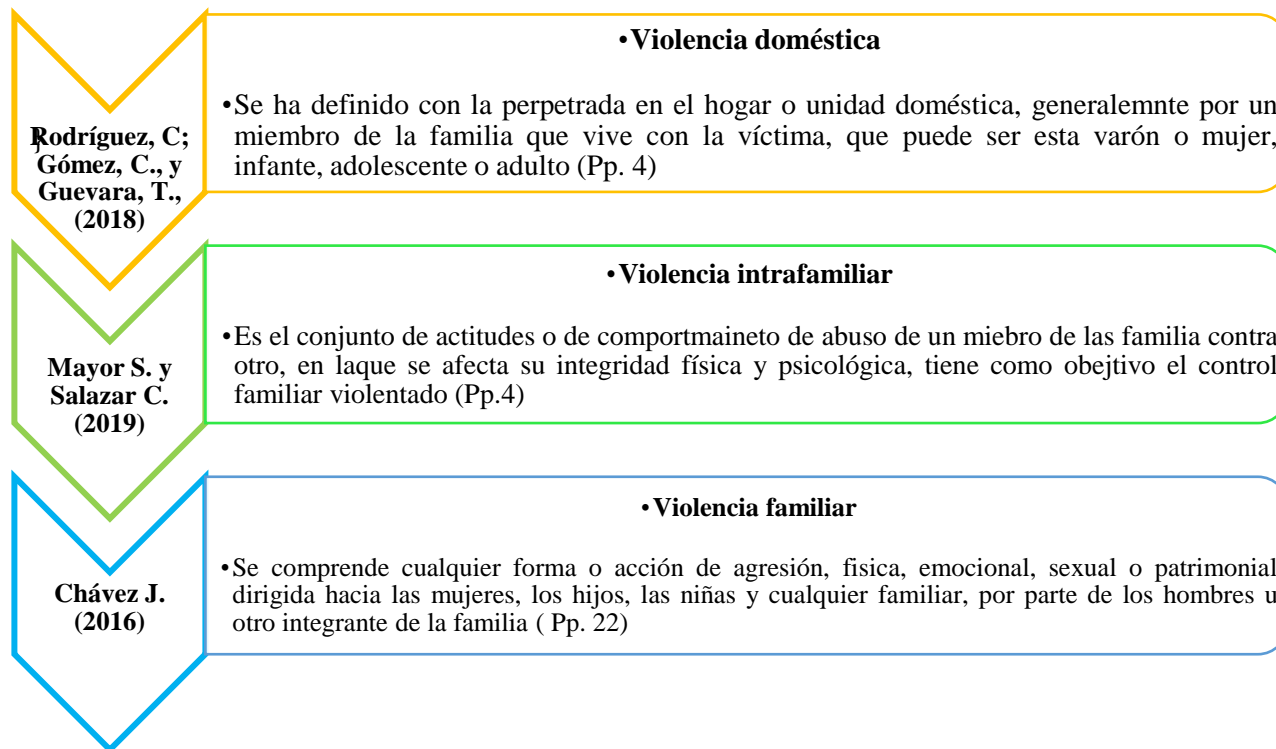 •Violencia doméstica
Rodríguez, C;
Gómez, C., y
Guevara, T.,
(2018)
•Se ha definido con la perpetrada en el hogar o unidad doméstica, generalemnte por un
miembro de la familia que vive con la víctima, que puede ser esta varón o mujer,
infante, adolescente o adulto (Pp. 4)
•Violencia intrafamiliar
Mayor S. y
Salazar C.
(2019)
•Es el conjunto de actitudes o de comportmaineto de abuso de un miebro de las familia contra
otro, en laque se afecta su integridad física y psicológica, tiene como obejtivo el control
familiar violentado (Pp.4)
•Violencia familiar
Chávez J.
(2016)
•Se comprende cualquier forma o acción de agresión, fisica, emocional, sexual o patrimonial
dirigida hacia las mujeres, los hijos, las niñas y cualquier familiar, por parte de los hombres u
otro integrante de la familia ( Pp. 22)